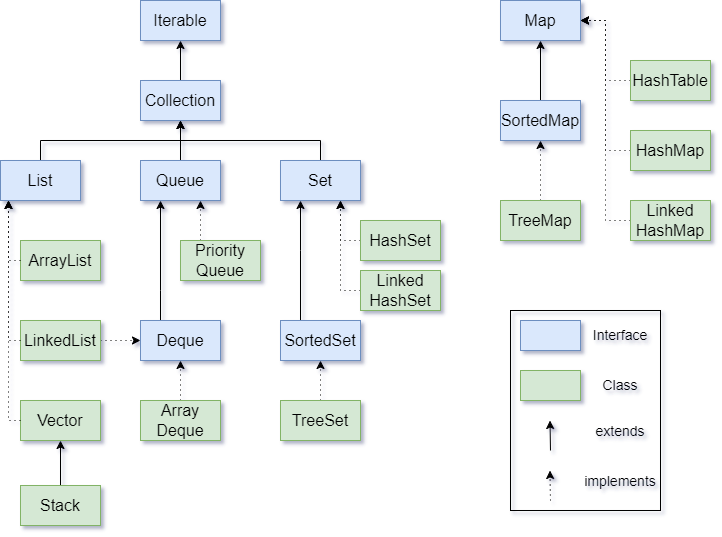 Iterable
Map
Collection
HashTable
SortedMap
HashMap
List
Queue
Set
TreeMap
Linked
HashMap
ArrayList
Priority
Queue
HashSet
Linked
HashSet
LinkedList
Deque
SortedSet
Vector
Array
Deque
TreeSet
Stack
Interface
Class
extends
implements